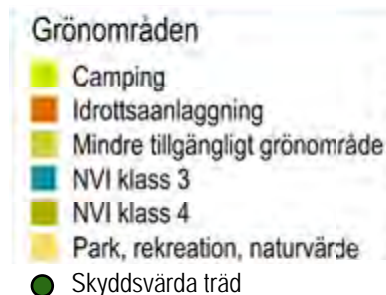 Grönområden
Camping
Idrottsaanlaggning
Mindre tillgängligt grönområde
NVI klass 3
NVI klass 4
Park, rekreation, naturvärde
Skyddsvärda träd